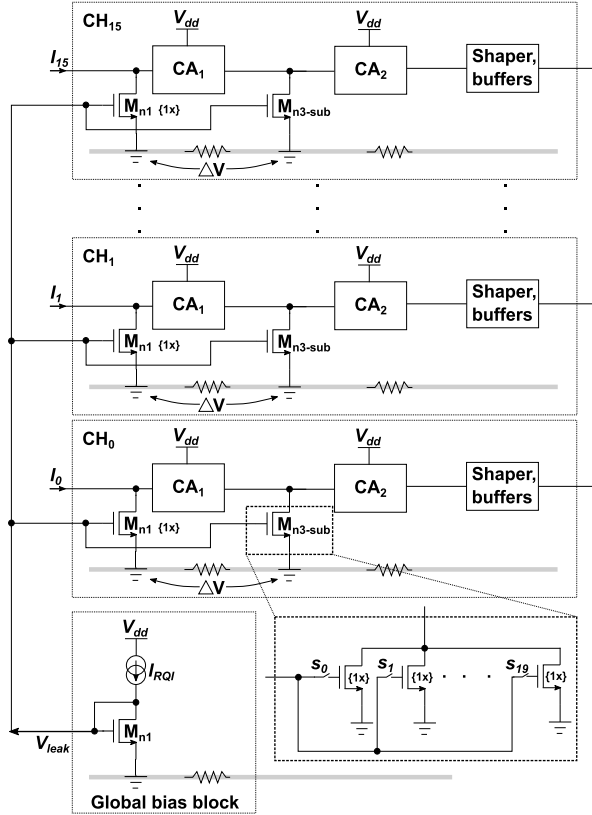 CH15
Vdd
Vdd
I15
CA1
CA2
Shaper, buffers
Mn1 {1x}
Mn3-sub
△V
CH1
Vdd
Vdd
I1
CA1
CA2
Shaper, buffers
Mn1 {1x}
Mn3-sub
△V
CH0
Vdd
Vdd
I0
CA1
CA2
Shaper, buffers
Mn1 {1x}
Mn3-sub
△V
Vdd
IRQI
Mn1
Vleak
Global bias block
s0
{1x}
s1
{1x}
s19
{1x}